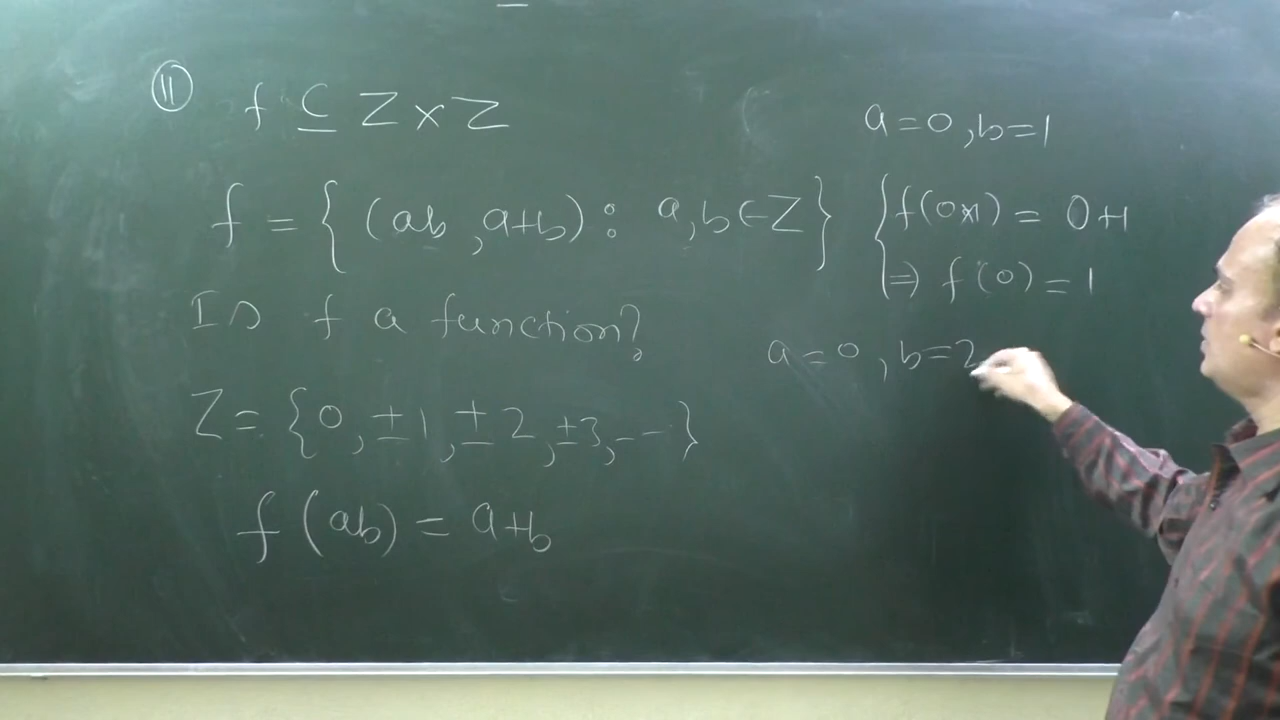 ⑪ f ⊆ Z × Z
f = { (ab, a+b) : a, b ∈ Z }
Is f a function?
Z = {0, ±1, ±2, ±3, -- }
f(ab) = a+b
a=0, b=1
f(0×1) = 0+1
⇒ f(0) = 1
a=0, b=2